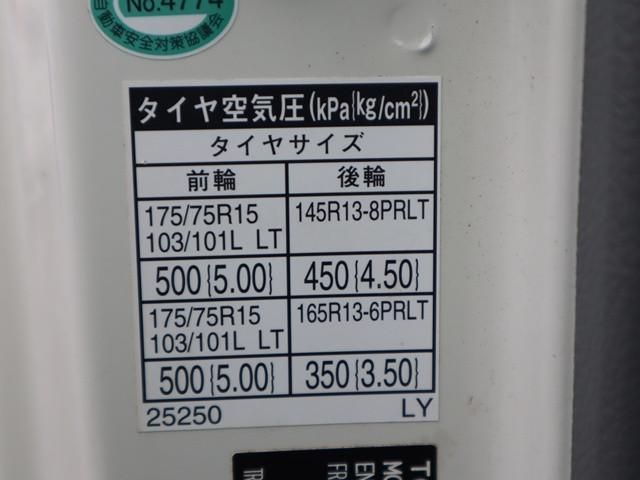 No.4774
自動車安全対策協議会
タイヤ空気圧(kPa{kg/cm²})
タイヤサイズ
前輪 後輪
175/75R15 145R13-8PRLT
103/101L LT
500{5.00} 450{4.50}
175/75R15 165R13-6PRLT
103/101L LT
500{5.00} 350{3.50}
25250 LY